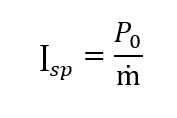 I_sp = P_0 / ṁ